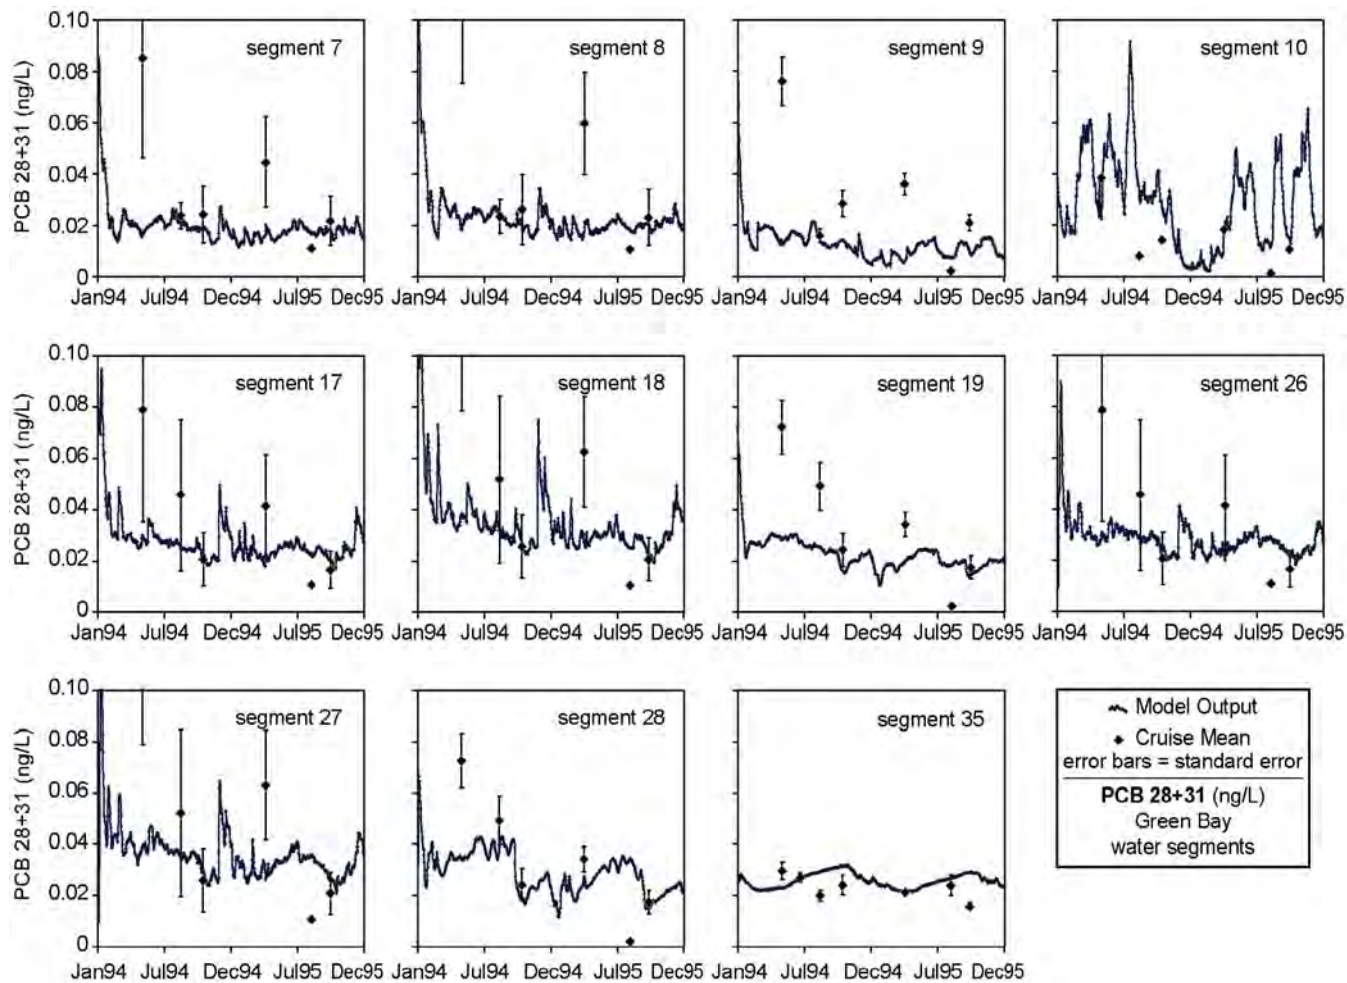 PCB 28+31 (ng/L)
0.10
0.08
0.06
0.04
0.02
0
segment 7
Jan94 Jul94 Dec94 Jul95 Dec95
segment 8
Jan94 Jul94 Dec94 Jul95 Dec95
segment 9
Jan94 Jul94 Dec94 Jul95 Dec95
segment 10
Jan94 Jul94 Dec94 Jul95 Dec95
PCB 28+31 (ng/L)
0.10
0.08
0.06
0.04
0.02
0
segment 17
Jan94 Jul94 Dec94 Jul95 Dec95
segment 18
Jan94 Jul94 Dec94 Jul95 Dec95
segment 19
Jan94 Jul94 Dec94 Jul95 Dec95
segment 26
Jan94 Jul94 Dec94 Jul95 Dec95
PCB 28+31 (ng/L)
0.10
0.08
0.06
0.04
0.02
0
segment 27
Jan94 Jul94 Dec94 Jul95 Dec95
segment 28
Jan94 Jul94 Dec94 Jul95 Dec95
segment 35
Jan94 Jul94 Dec94 Jul95 Dec95
Model Output
Cruise Mean
error bars = standard error
PCB 28+31 (ng/L)
Green Bay
water segments